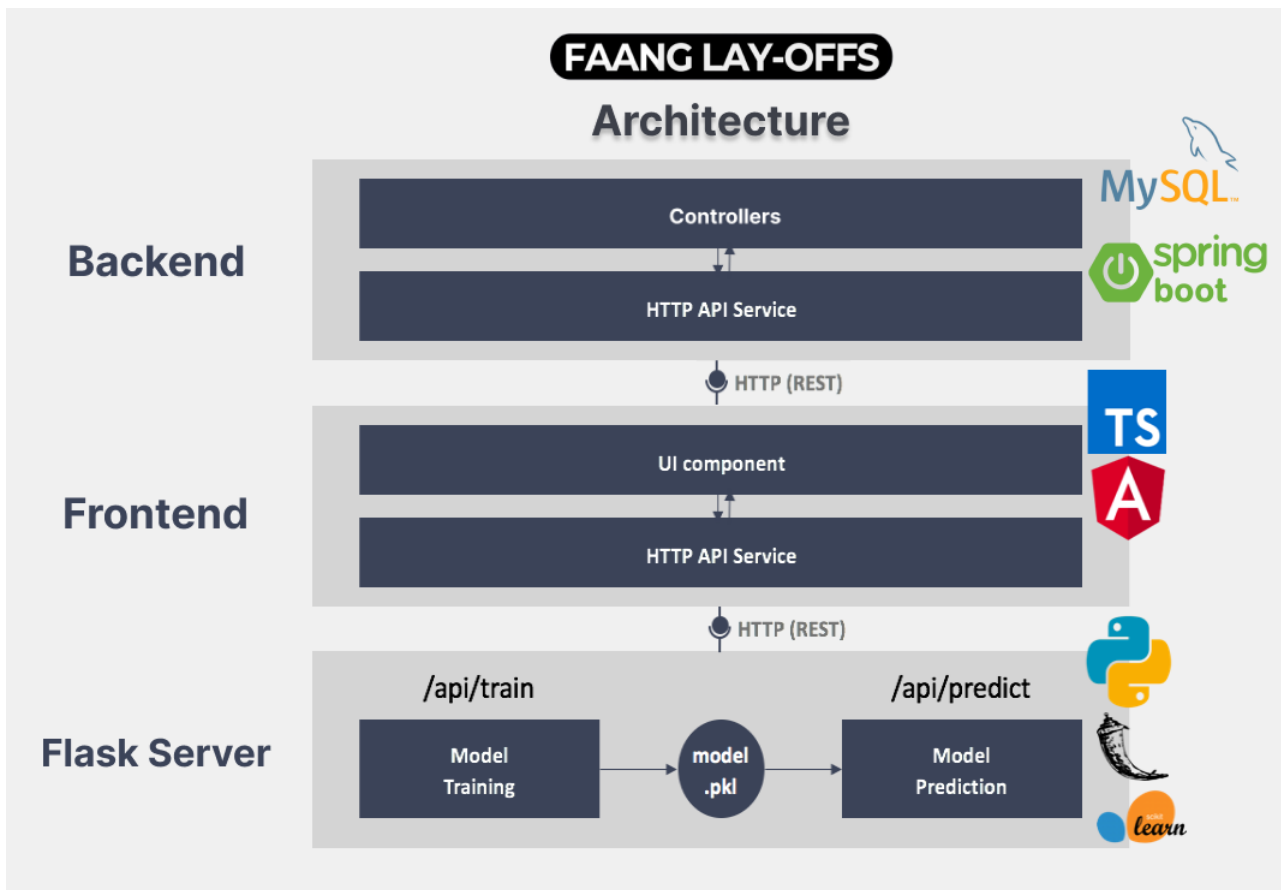 FAANG LAY-OFFS
Architecture
MySQL™
Backend
Controllers
spring
boot
HTTP API Service
HTTP (REST)
TS
UI component
A
Frontend
HTTP API Service
HTTP (REST)
/api/train
/api/predict
Flask Server
Model
Training
model
.pkl
Model
Prediction
learn